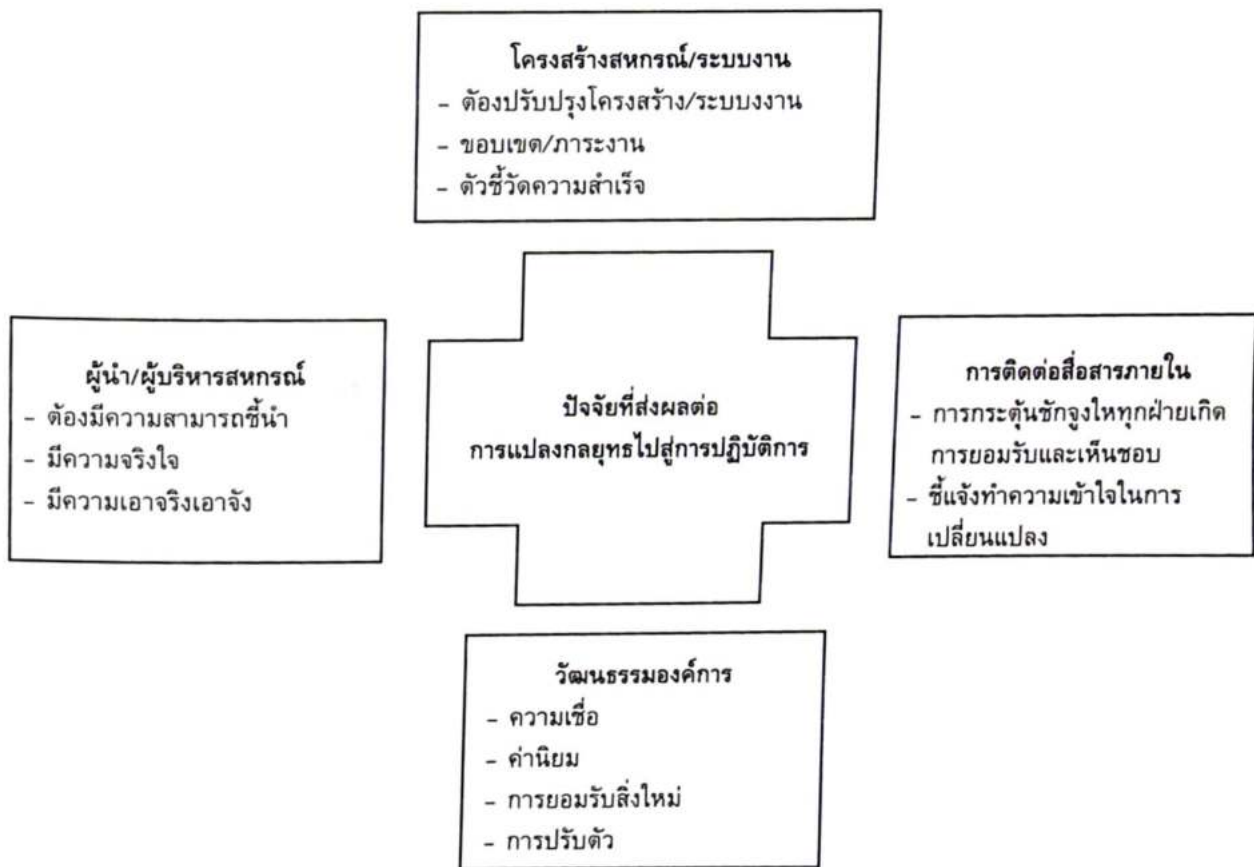 โครงสร้างสหกรณ์/ระบบงาน
- ต้องปรับปรุงโครงสร้าง/ระบบงงาน
- ขอบเขต/ภาระงาน
- ตัวชี้วัดความสำเร็จ
ผู้นำ/ผู้บริหารสหกรณ์
- ต้องมีความสามารถชี้นำ
- มีความจริงใจ
- มีความเอาจริงเอาจัง
ปัจจัยที่ส่งผลต่อ
การแปลงกลยุทธไปสู่การปฏิบัติการ
การติดต่อสื่อสารภายใน
- การกระตุ้นชักจูงใหทุกฝ่ายเกิด
การยอมรับและเห็นชอบ
- ชี้แจ้งทำความเข้าใจในการ
เปลี่ยนแปลง
วัฒนธรรมองค์การ
- ความเชื่อ
- ค่านิยม
- การยอมรับสิ่งใหม่
- การปรับตัว